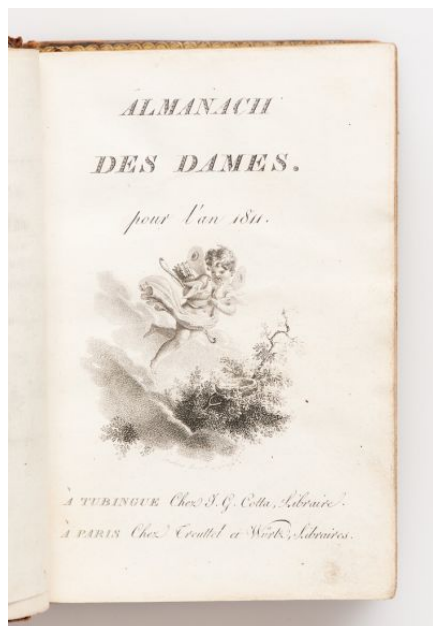 ALMANACH
DES DAMES.
pour l'an 1811.
À TUBINGUE Chez J. G. Cotta, Libraire.
À PARIS Chez Treuttel et Würtz, Libraires.